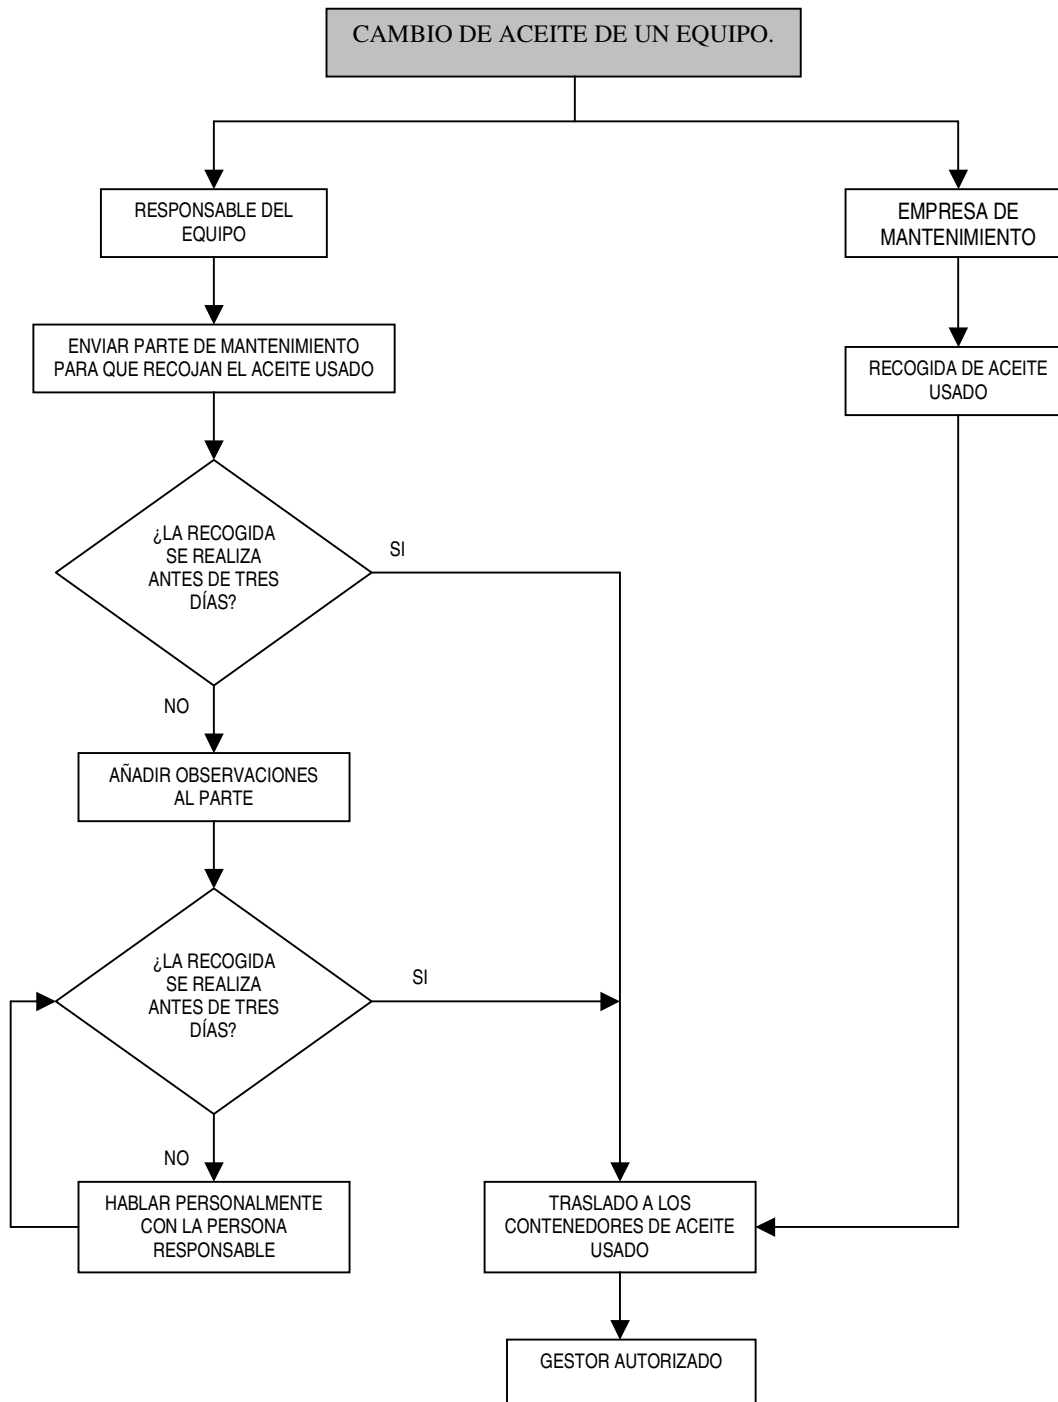 CAMBIO DE ACEITE DE UN EQUIPO.
RESPONSABLE DEL
EQUIPO
EMPRESA DE
MANTENIMIENTO
ENVIAR PARTE DE MANTENIMIENTO
PARA QUE RECOJAN EL ACEITE USADO
RECOGIDA DE ACEITE
USADO
¿LA RECOGIDA
SE REALIZA
ANTES DE TRES
DÍAS?
SI
NO
AÑADIR OBSERVACIONES
AL PARTE
¿LA RECOGIDA
SE REALIZA
ANTES DE TRES
DÍAS?
SI
NO
HABLAR PERSONALMENTE
CON LA PERSONA
RESPONSABLE
TRASLADO A LOS
CONTENEDORES DE ACEITE
USADO
GESTOR AUTORIZADO